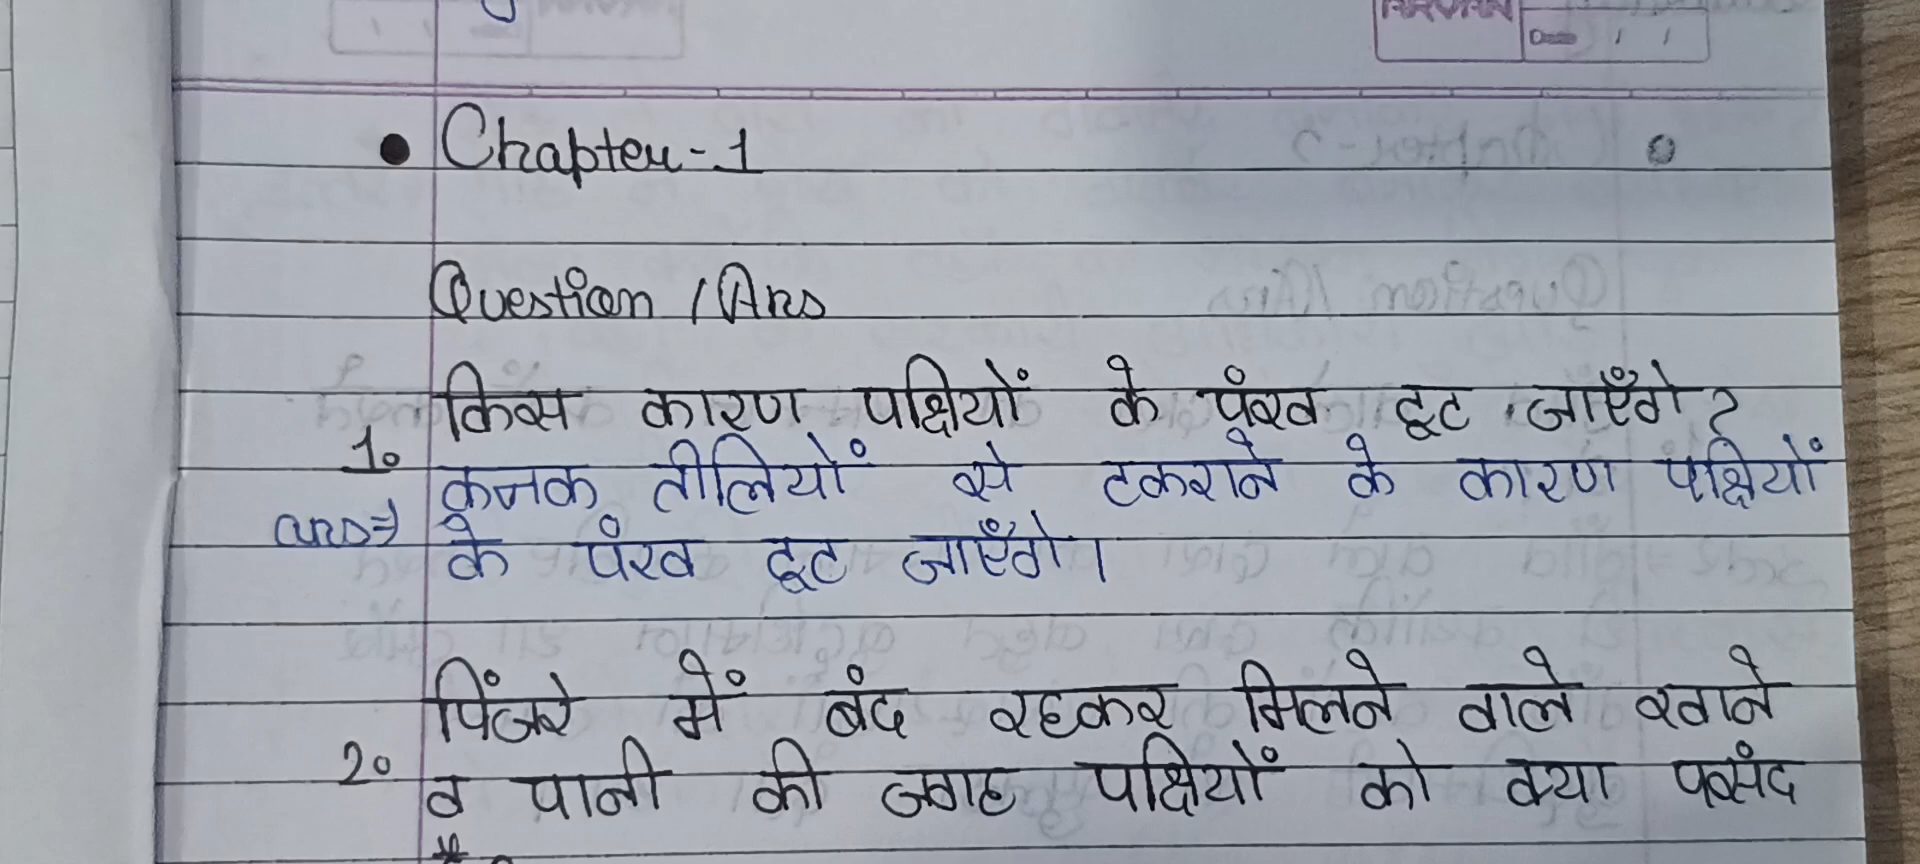 Chapter-1
Question / Ans
1. किस कारण पक्षियों के पंख टूट जाएँगे ?
ans⇒ कनक तीलियों से टकराने के कारण पक्षियों
के पंख टूट जाएँगे।
2. पिंजरे में बंद रहकर मिलने वाले खाने
व पानी की जगह पक्षियों को क्या पसंद